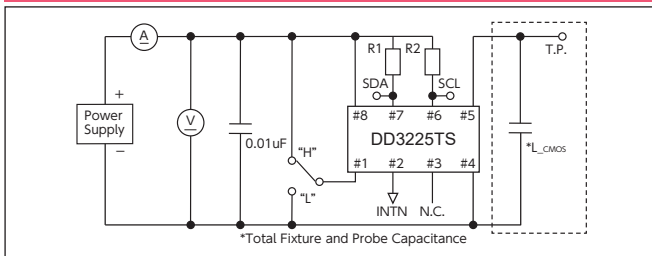 A
R1 R2
T.P.
SDA SCL
+
Power
Supply
−
V
0.01uF
#8 #7 #6 #5
DD3225TS
#1 #2 #3 #4
"H"
"L"
*L_CMOS
INTN N.C.
*Total Fixture and Probe Capacitance